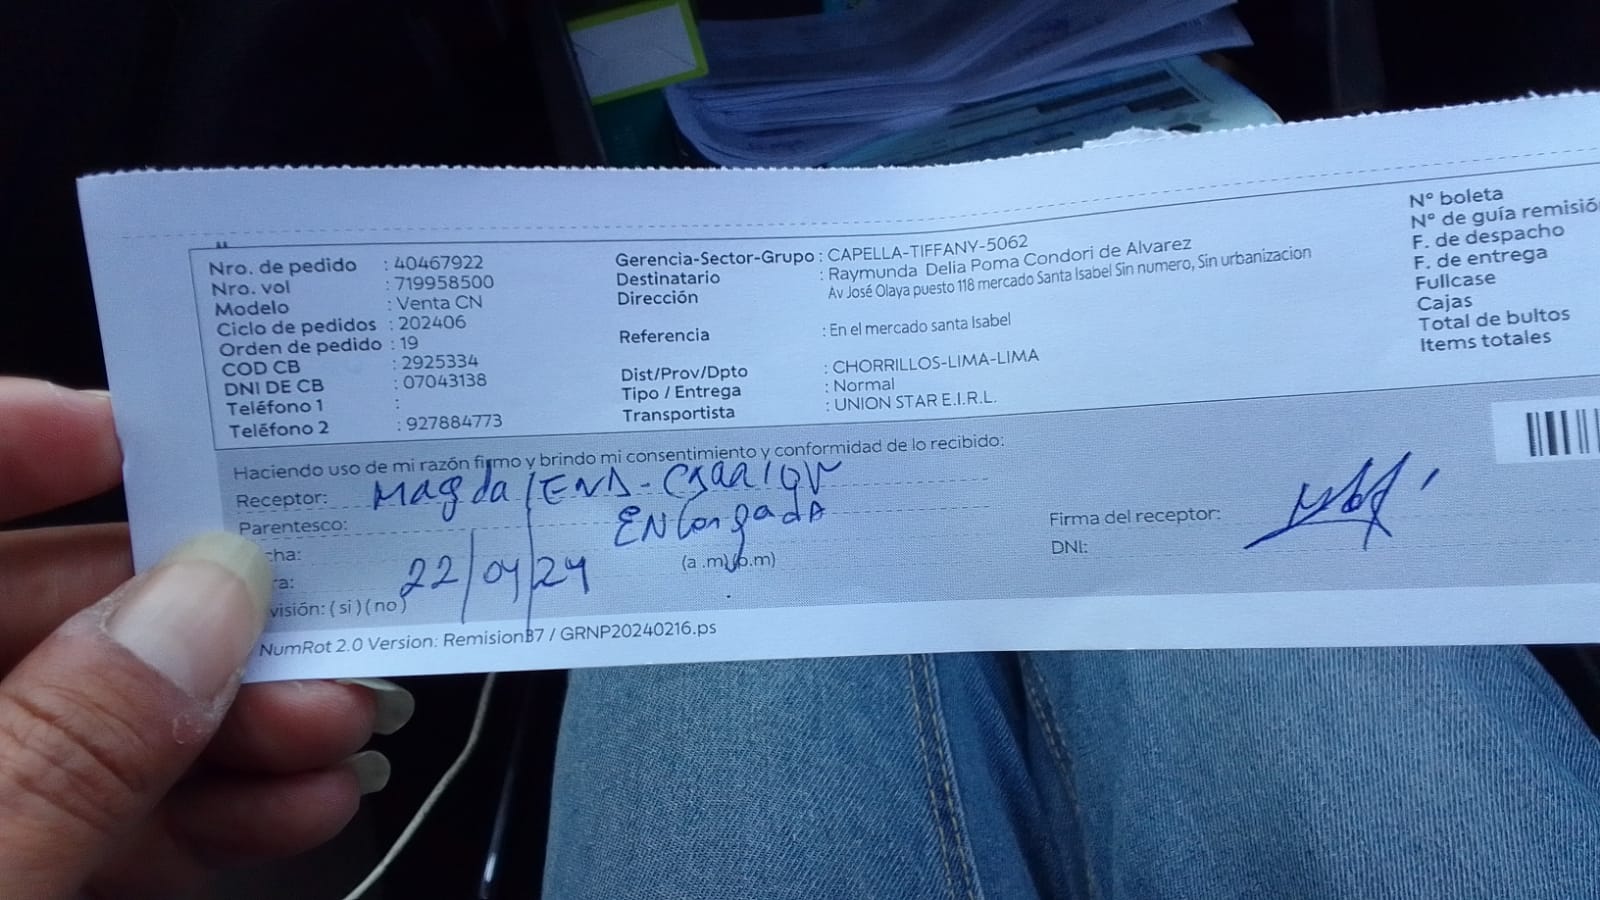 Nro. de pedido : 40467922
Nro. vol : 719958500
Modelo : Venta CN
Ciclo de pedidos : 202406
Orden de pedido : 19
COD CB : 2925334
DNI DE CB : 07043138
Teléfono 1 :
Teléfono 2 : 927884773
Gerencia-Sector-Grupo : CAPELLA-TIFFANY-5062
Destinatario : Raymunda Delia Poma Condori de Alvarez
Dirección Av José Olaya puesto 118 mercado Santa Isabel Sin numero, Sin urbanizacion
Referencia : En el mercado santa Isabel
Dist/Prov/Dpto : CHORRILLOS-LIMA-LIMA
Tipo / Entrega : Normal
Transportista : UNION STAR E.I.R.L.
N° boleta
N° de guía remisió
F. de despacho
F. de entrega
Fullcase
Cajas
Total de bultos
Items totales
Haciendo uso de mi razón firmo y brindo mi consentimiento y conformidad de lo recibido:
Receptor: Magda
Parentesco:
cha:
ra: 22/04/24 (a.m)(p.m)
visión: ( si ) ( no )
Firma del receptor:
DNI:
NumRot 2.0 Version: RemisionB7 / GRNP20240216.ps